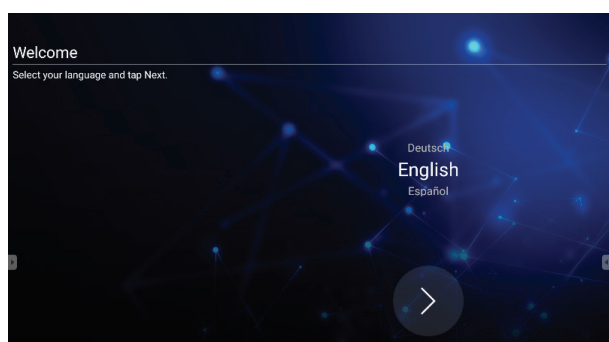 Welcome
Select your language and tap Next.
Deutsch
English
Español